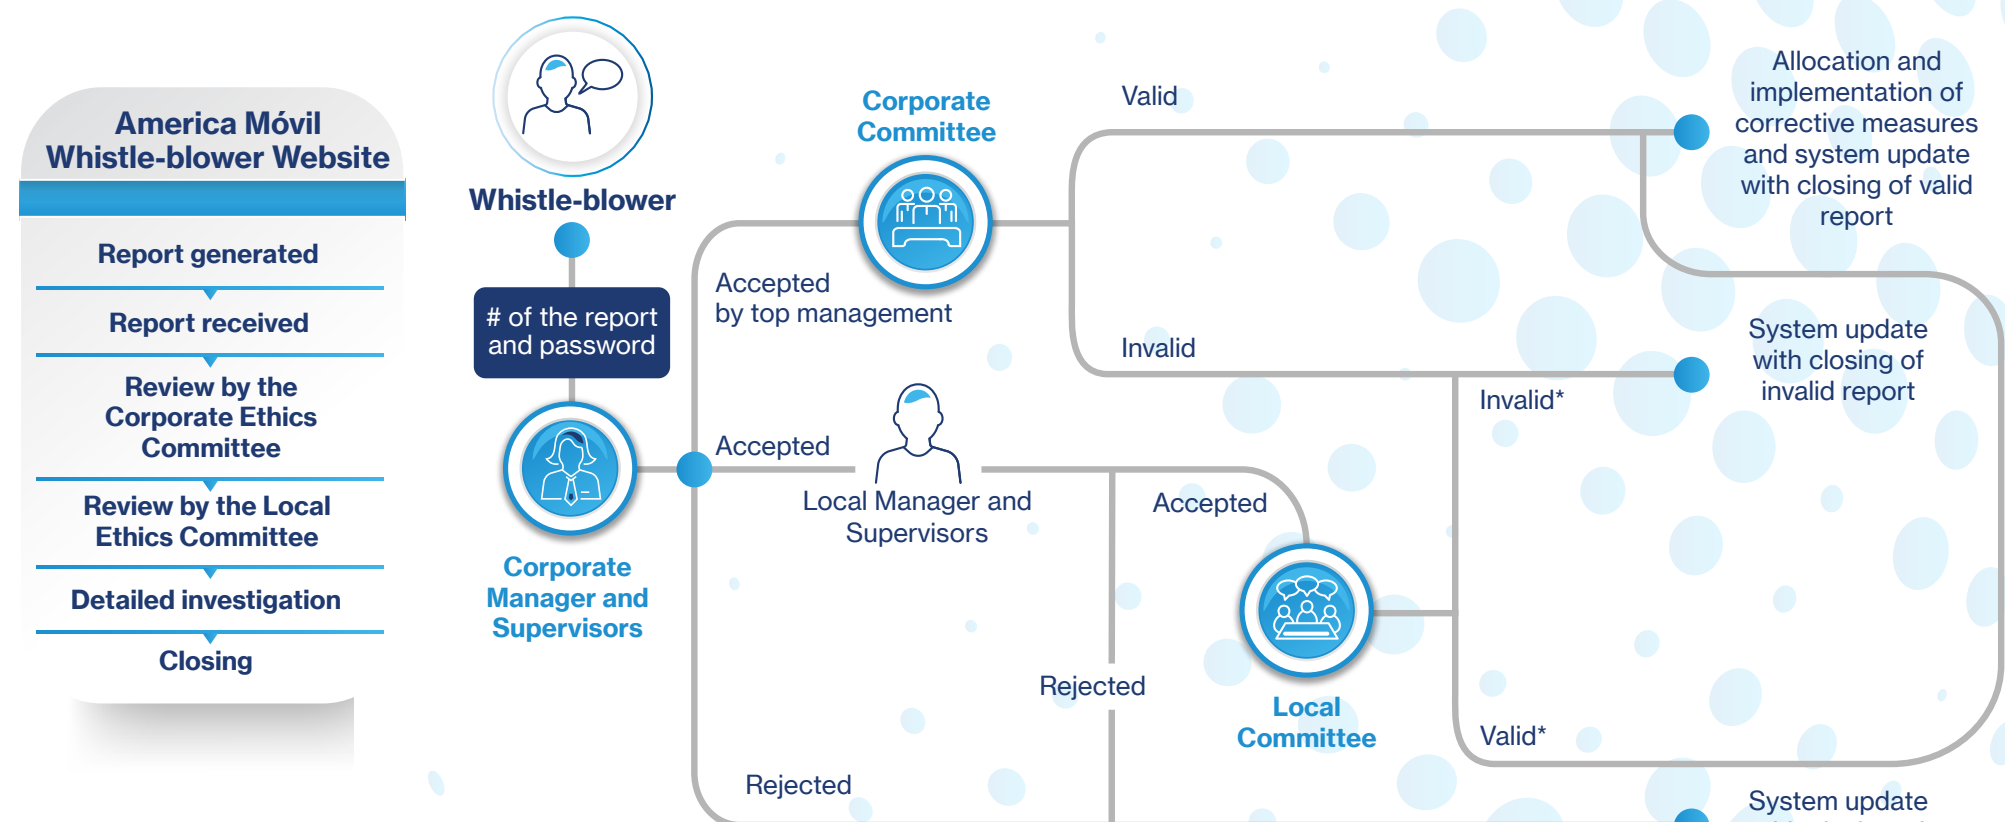 America Móvil
Whistle-blower Website
Report generated
Report received
Review by the
Corporate Ethics
Committee
Review by the Local
Ethics Committee
Detailed investigation
Closing
Whistle-blower
# of the report
and password
Corporate
Manager and
Supervisors
Corporate
Committee
Accepted
by top management
Accepted
Local Manager and
Supervisors
Rejected
Rejected
Accepted
Local
Committee
Valid
Invalid
Invalid*
Valid*
Allocation and
implementation of
corrective measures
and system update
with closing of valid
report
System update
with closing of
invalid report
System update